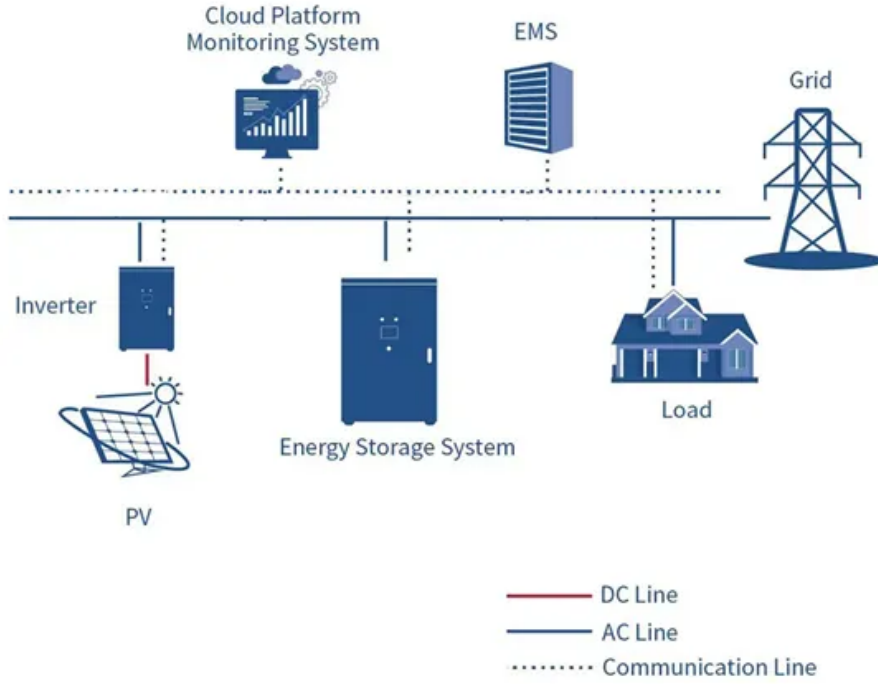 Cloud Platform
Monitoring System
EMS
Grid
Inverter
Load
Energy Storage System
PV
DC Line
AC Line
Communication Line